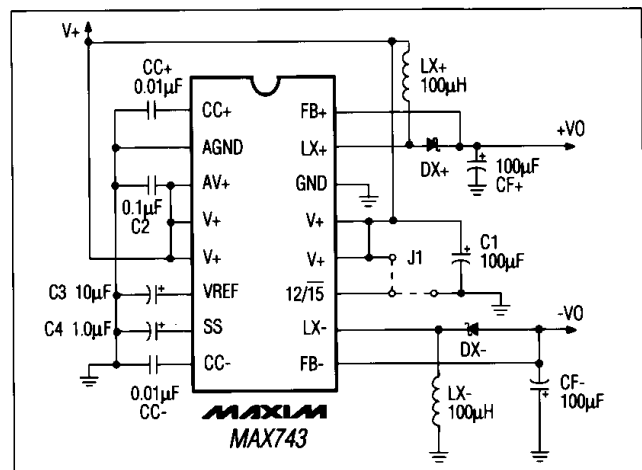 V+
CC+
0.01µF
LX+
100µH
CC+
FB+
AGND
LX+
+VO
DX+
100µF
CF+
AV+
GND
0.1µF
C2
V+
V+
V+
V+
J1
C1
100µF
C3 10µF
VREF
12/15
C4 1.0µF
SS
LX-
-VO
DX-
CC-
FB-
0.01µF
CC-
LX-
100µH
CF-
100µF
MAXIM
MAX743